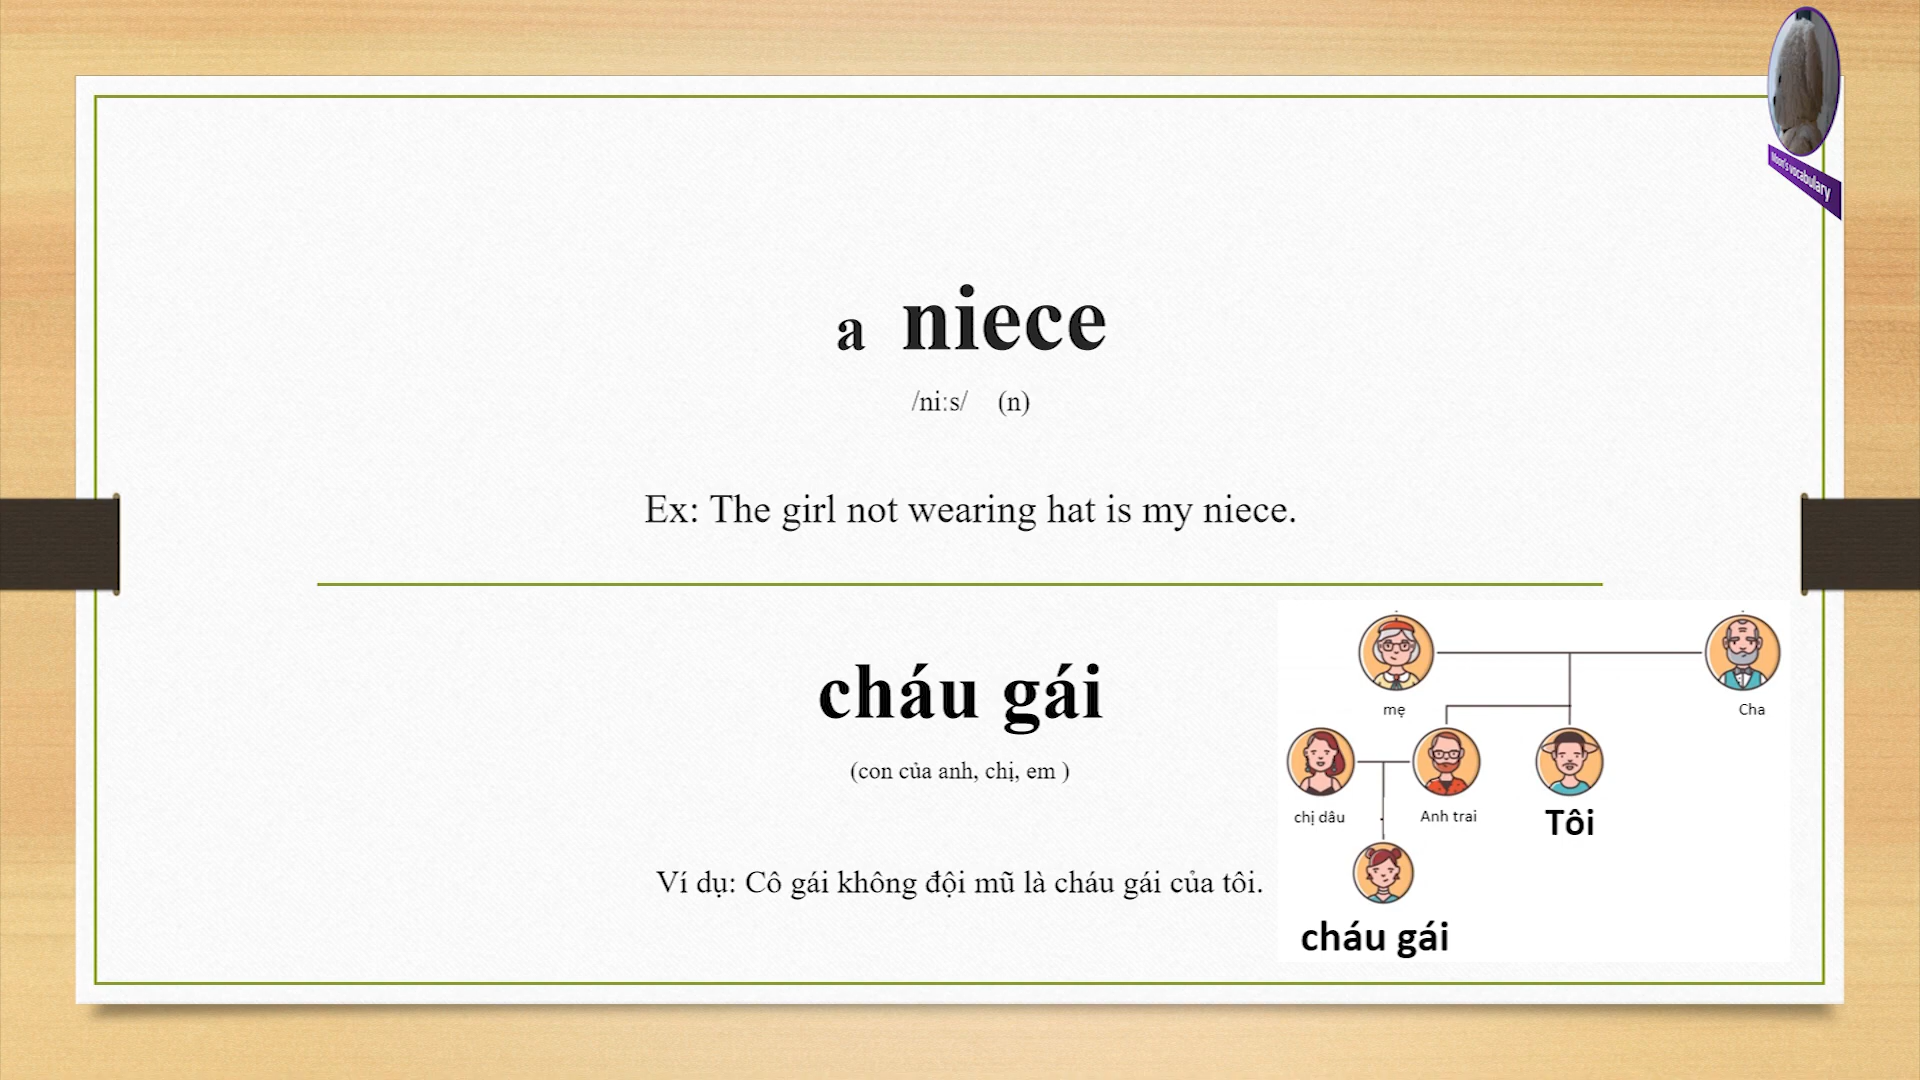 Moon's vocabulary
a niece
/ni:s/ (n)
Ex: The girl not wearing hat is my niece.
cháu gái
(con của anh, chị, em )
Ví dụ: Cô gái không đội mũ là cháu gái của tôi.
mẹ
Cha
chị dâu
Anh trai
Tôi
cháu gái